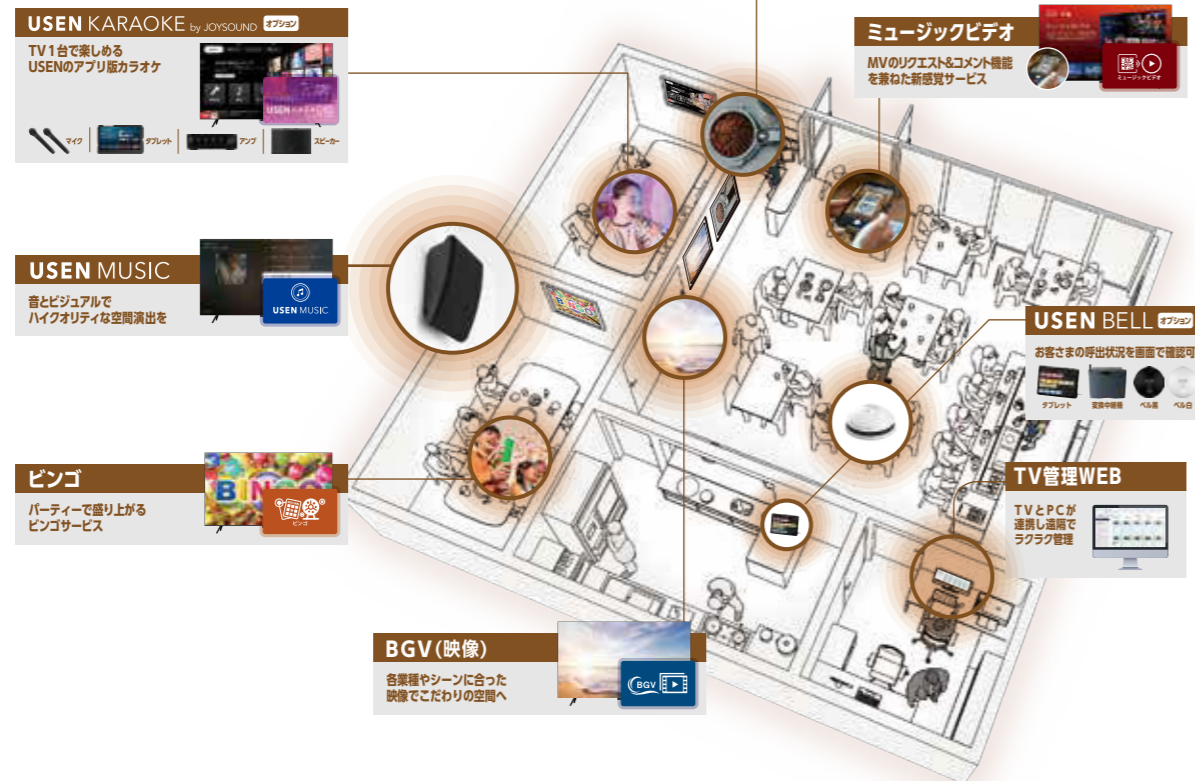 USEN KARAOKE by JOYSOUND オプション
TV1台で楽しめる
USENのアプリ版カラオケ
USEN KARAOKE
マイク
タブレット
アンプ
スピーカー
ミュージックビデオ
MVのリクエスト&コメント機能
を兼ねた新感覚サービス
ミュージックビデオ
USEN MUSIC
音とビジュアルで
ハイクオリティな空間演出を
USEN MUSIC
BINGO
USEN BELL オプション
お客さまの呼出状況を画面で確認可
タブレット
変換中継機
ベル黒
ベル白
ビンゴ
パーティーで盛り上がる
ビンゴサービス
BINGO
ビンゴ
TV管理WEB
TVとPCが
連携し遠隔で
ラクラク管理
BGV(映像)
各業種やシーンに合った
映像でこだわりの空間へ
BGV